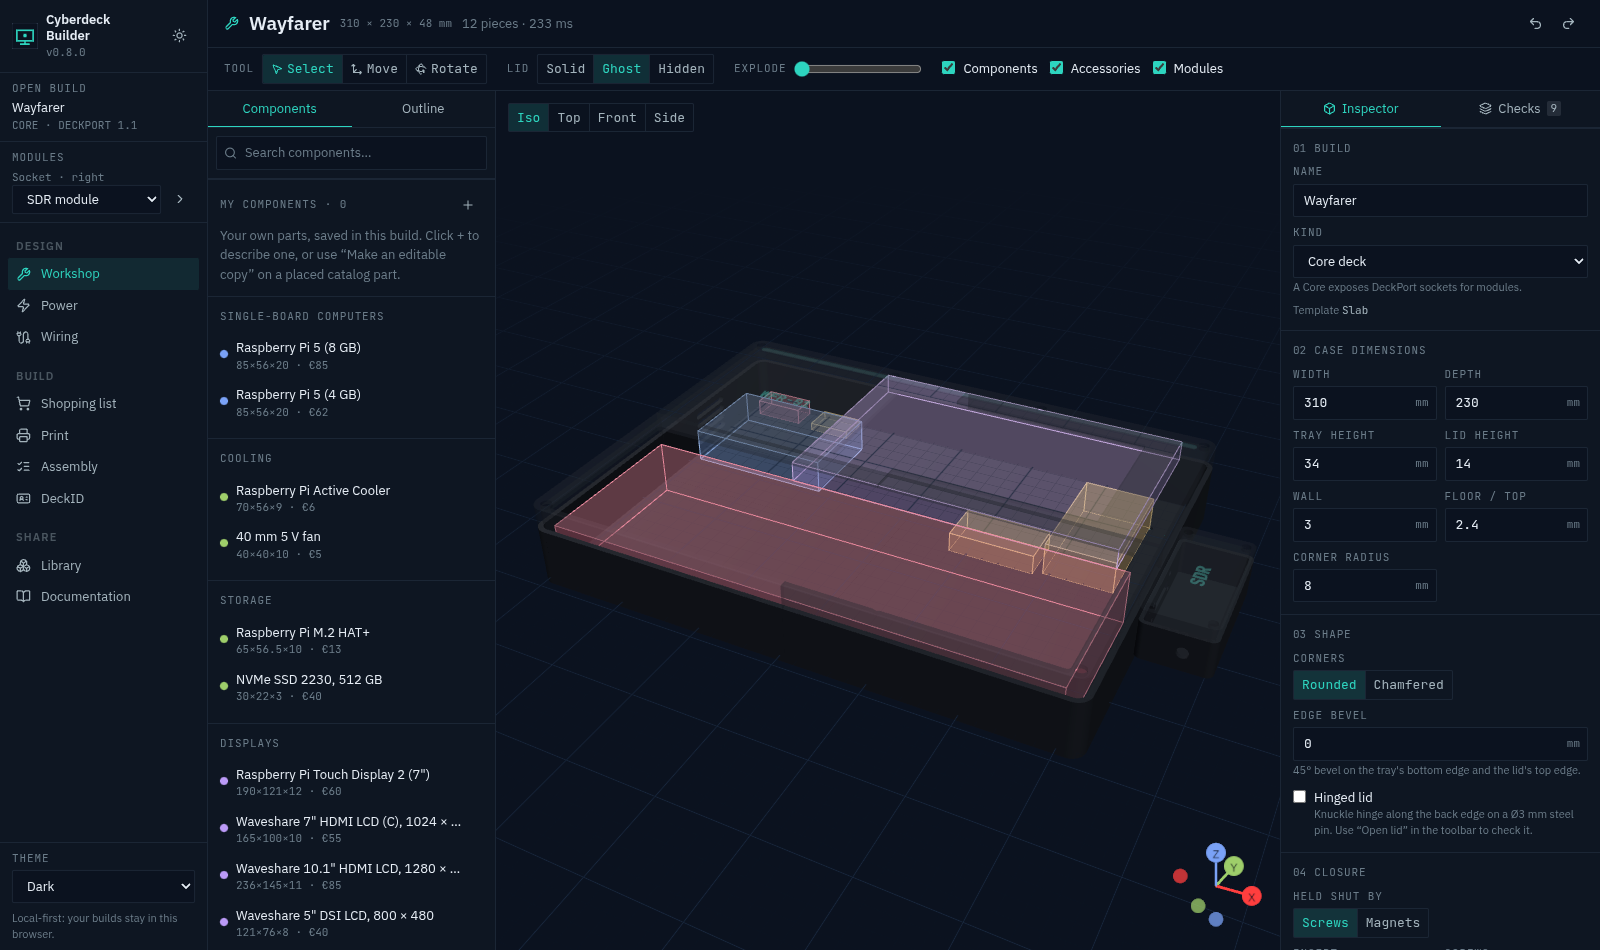 Cyberdeck
Builder
v0.8.0
OPEN BUILD
Wayfarer
CORE · DECKPORT 1.1
MODULES
Socket · right
SDR module
DESIGN
Workshop
Power
Wiring
BUILD
Shopping list
Print
Assembly
DeckID
SHARE
Library
Documentation
THEME
Dark
Local-first: your builds stay in this
browser.
Wayfarer 310 × 230 × 48 mm 12 pieces · 233 ms
TOOL Select Move Rotate LID Solid Ghost Hidden EXPLODE Components Accessories Modules
Components Outline
Search components...
MY COMPONENTS · 0
Your own parts, saved in this build. Click + to
describe one, or use “Make an editable
copy” on a placed catalog part.
SINGLE-BOARD COMPUTERS
Raspberry Pi 5 (8 GB)
85×56×20 · €85
Raspberry Pi 5 (4 GB)
85×56×20 · €62
COOLING
Raspberry Pi Active Cooler
70×56×9 · €6
40 mm 5 V fan
40×40×10 · €5
STORAGE
Raspberry Pi M.2 HAT+
65×56.5×10 · €13
NVMe SSD 2230, 512 GB
30×22×3 · €40
DISPLAYS
Raspberry Pi Touch Display 2 (7")
190×121×12 · €60
Waveshare 7" HDMI LCD (C), 1024 × ...
165×100×10 · €55
Waveshare 10.1" HDMI LCD, 1280 × ...
236×145×11 · €85
Waveshare 5" DSI LCD, 800 × 480
121×76×8 · €40
Iso Top Front Side
SDR
Z
Y
X
Inspector Checks 9
01 BUILD
NAME
Wayfarer
KIND
Core deck
A Core exposes DeckPort sockets for modules.
Template Slab
02 CASE DIMENSIONS
WIDTH DEPTH
310 mm 230 mm
TRAY HEIGHT LID HEIGHT
34 mm 14 mm
WALL FLOOR / TOP
3 mm 2.4 mm
CORNER RADIUS
8 mm
03 SHAPE
CORNERS
Rounded Chamfered
EDGE BEVEL
0 mm
45° bevel on the tray's bottom edge and the lid's top edge.
Hinged lid
Knuckle hinge along the back edge on a Ø3 mm steel
pin. Use “Open lid” in the toolbar to check it.
04 CLOSURE
HELD SHUT BY
Screws Magnets